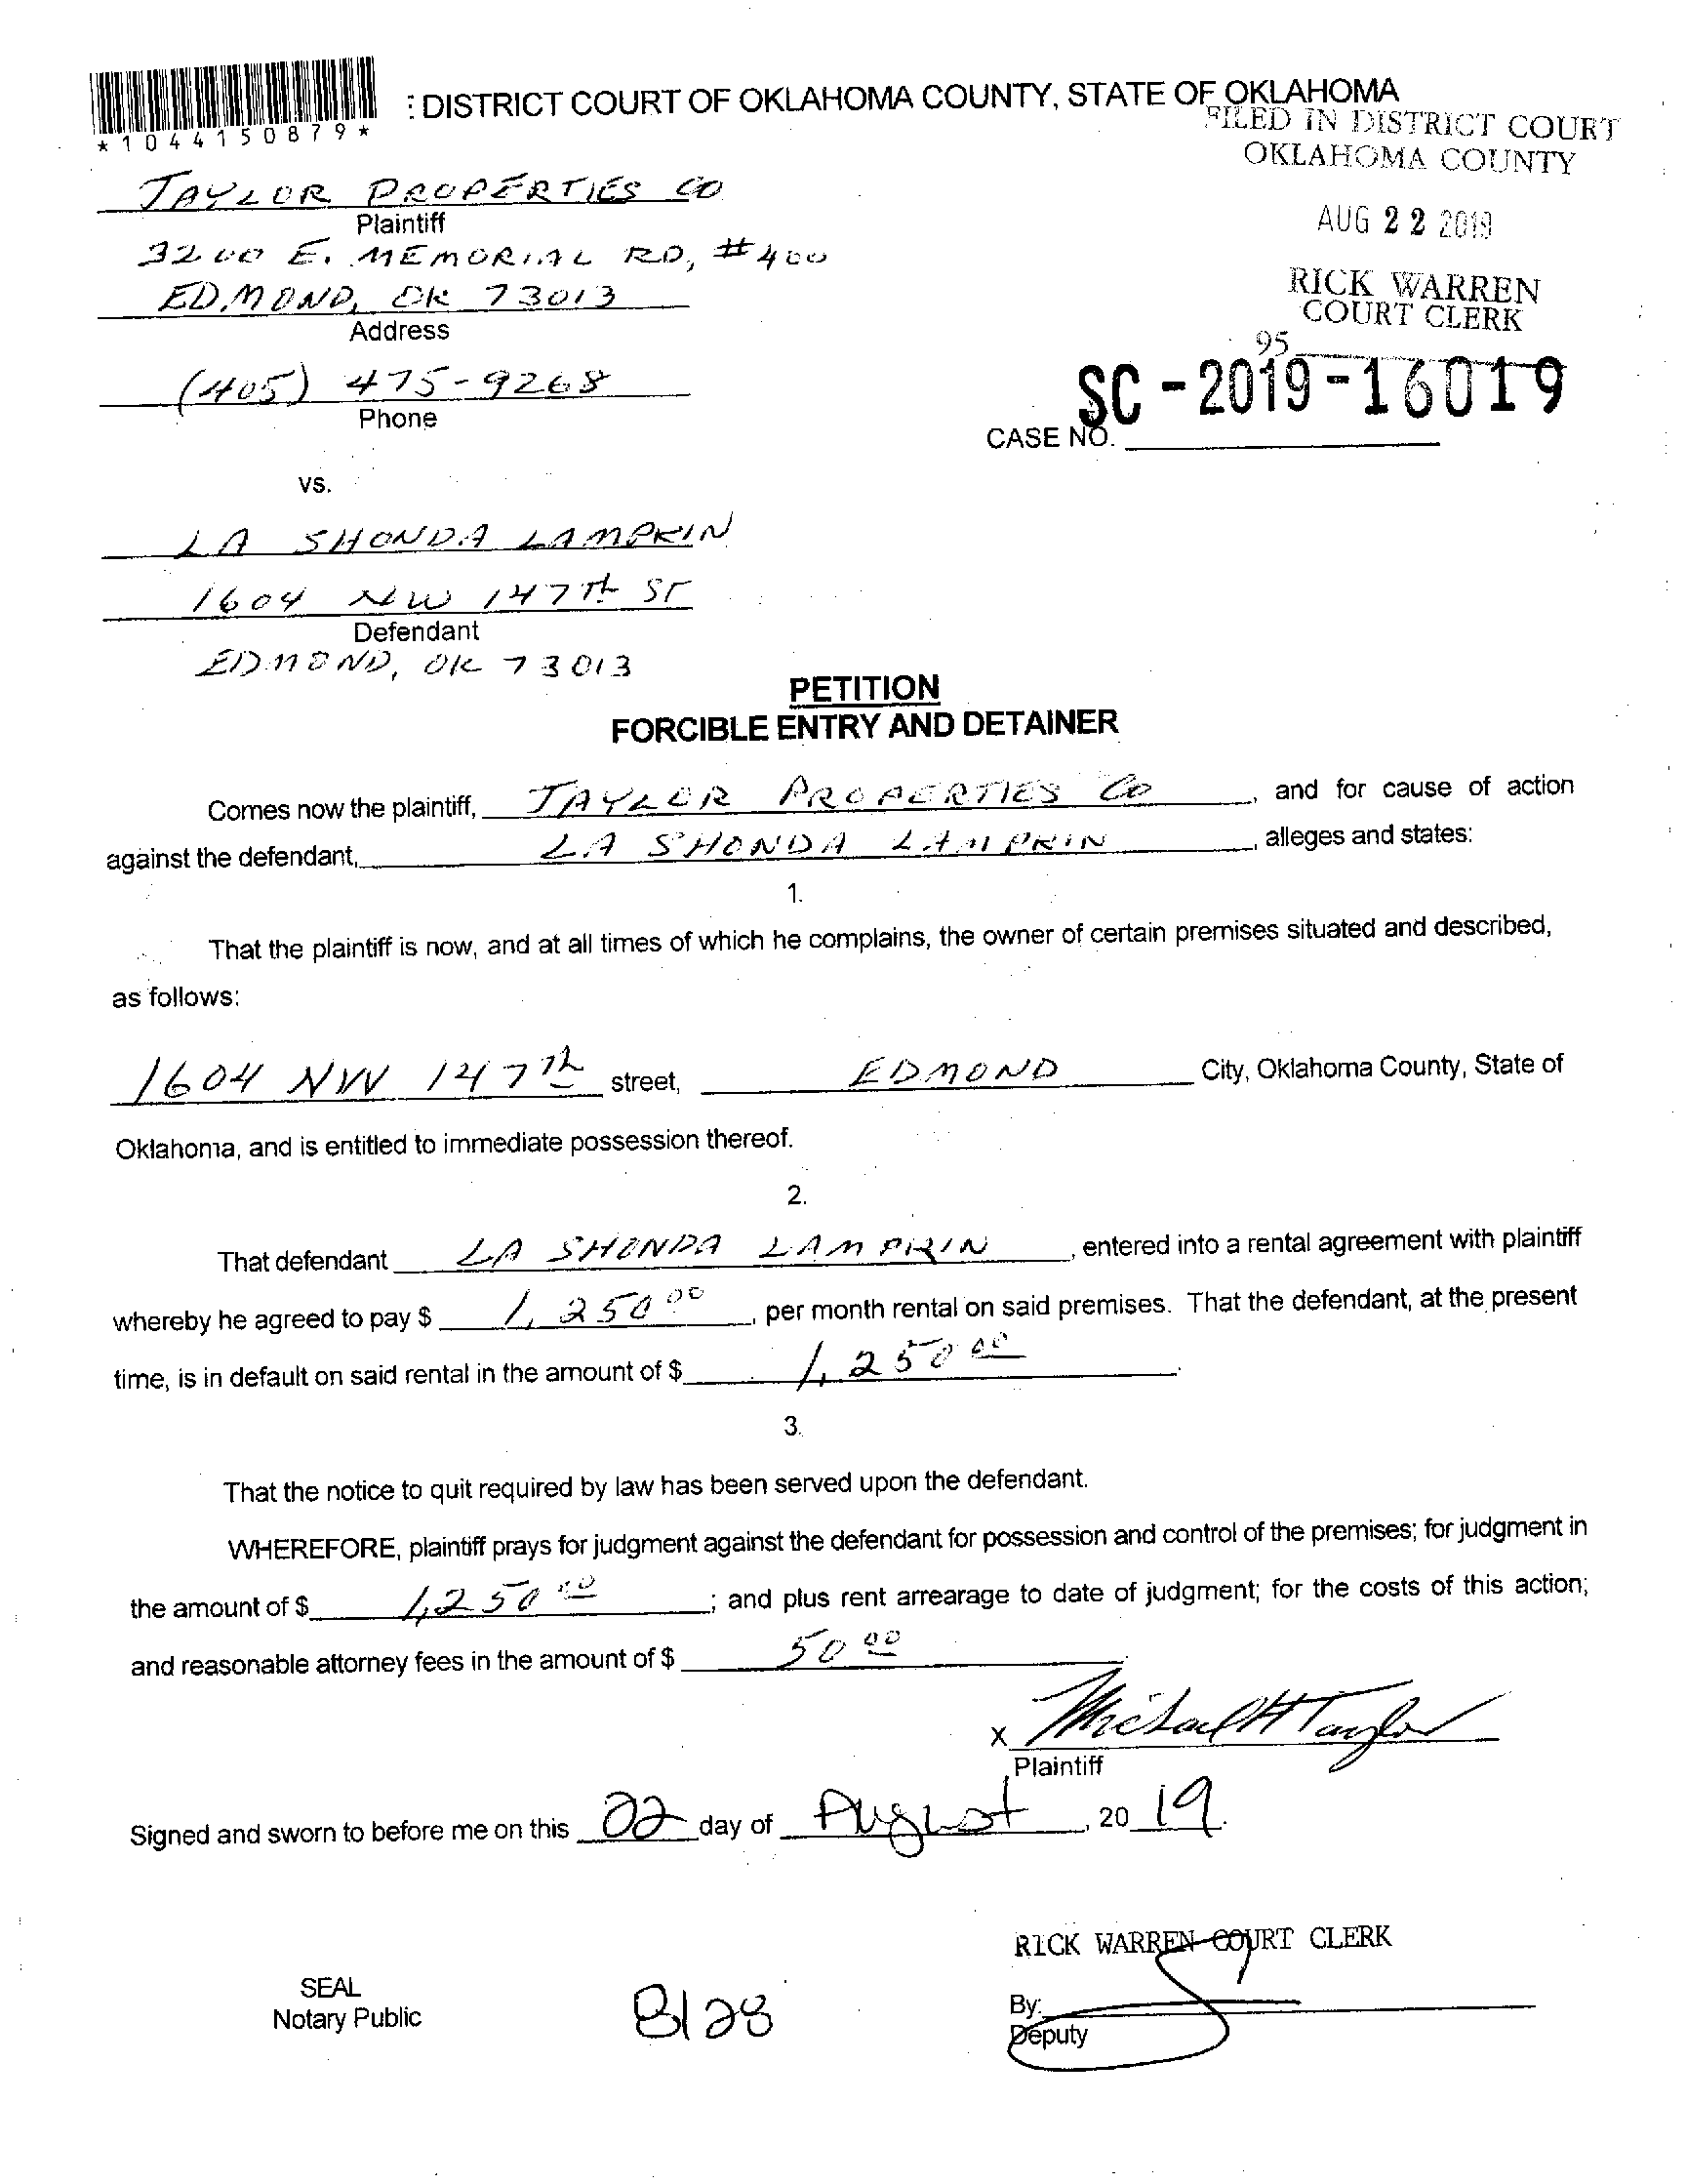 : DISTRICT COURT OF OKLAHOMA COUNTY, STATE OF OKLAHOMA
*1044150879*
FILED IN DISTRICT COURT
OKLAHOMA COUNTY
AUG 22 2019
RICK WARREN
COURT CLERK
95
SC-2019-16019
CASE NO.
TAYLOR PROPERTIES CO
Plaintiff
3200 E. MEMORIAL RD, #400
EDMOND, OK 73013
Address
(405) 475-9268
Phone
vs.
LA SHONDA LAMPKIN
1604 NW 147TH ST
Defendant
EDMOND, OK 73013
PETITION
FORCIBLE ENTRY AND DETAINER
Comes now the plaintiff, TAYLOR PROPERTIES CO, and for cause of action
against the defendant, LA SHONDA LAMPKIN, alleges and states:
1.
That the plaintiff is now, and at all times of which he complains, the owner of certain premises situated and described,
as follows:
1604 NW 147th street, EDMOND City, Oklahoma County, State of
Oklahoma, and is entitled to immediate possession thereof.
2.
That defendant LA SHONDA LAMPKIN, entered into a rental agreement with plaintiff
whereby he agreed to pay $ 1,250.00, per month rental on said premises. That the defendant, at the present
time, is in default on said rental in the amount of $ 1,250.00.
3.
That the notice to quit required by law has been served upon the defendant.
WHEREFORE, plaintiff prays for judgment against the defendant for possession and control of the premises; for judgment in
the amount of $ 1,250.00; and plus rent arrearage to date of judgment; for the costs of this action;
and reasonable attorney fees in the amount of $ 50.00.
X Michael H Taylor
Plaintiff
Signed and sworn to before me on this 22 day of August, 2019.
RICK WARREN COURT CLERK
SEAL
Notary Public
8/28
By:
Deputy